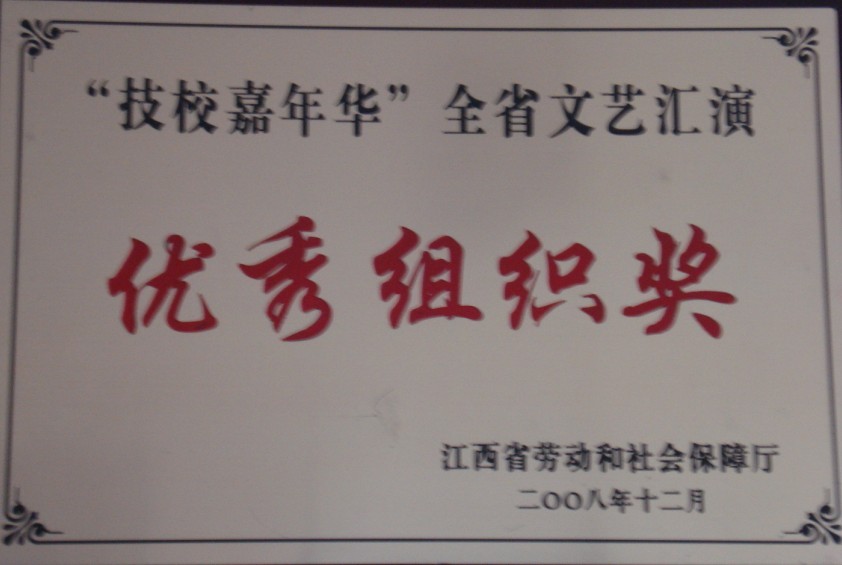 “技校嘉年华”全省文艺汇演
优秀组织奖
江西省劳动和社会保障厅
二〇〇八年十二月